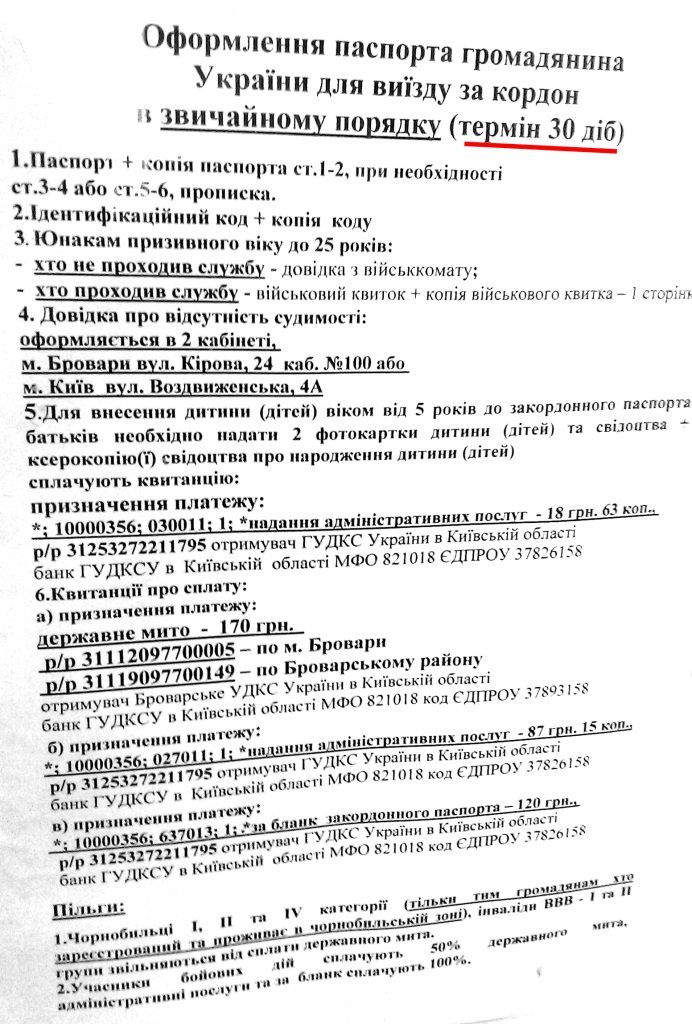 Оформлення паспорта громадянина
України для виїзду за кордон
в звичайному порядку (термін 30 діб)
1.Паспорт + копія паспорта ст.1-2, при необхідності
ст.3-4 або ст.5-6, прописка.
2.Ідентифікаційний код + копія коду
3. Юнакам призивного віку до 25 років:
- хто не проходив службу - довідка з військкомату;
- хто проходив службу - військовий квиток + копія військового квитка – 1 сторінк
4. Довідка про відсутність судимості:
оформляється в 2 кабінеті,
м. Бровари вул. Кірова, 24 каб. №100 або
м. Київ вул. Воздвиженська, 4А
5.Для внесення дитини (дітей) віком від 5 років до закордонного паспорта
батьків необхідно надати 2 фотокартки дитини (дітей) та свідоцтва +
ксерокопію(ї) свідоцтва про народження дитини (дітей)
сплачують квитанцію:
призначення платежу:
*; 10000356; 030011; 1; *надання адміністративних послуг - 18 грн. 63 коп.,
р/р 31253272211795 отримувач ГУДКС України в Київській області
банк ГУДКСУ в Київській області МФО 821018 ЄДПРОУ 37826158
6.Квитанції про сплату:
а) призначення платежу:
державне мито - 170 грн.
р/р 31112097700005 – по м. Бровари
р/р 31119097700149 – по Броварському району
отримувач Броварське УДКС України в Київській області
банк ГУДКСУ в Київській області МФО 821018 код ЄДПРОУ 37893158
б) призначення платежу:
*; 10000356; 027011; 1; *надання адміністративних послуг - 87 грн. 15 коп.,
р/р 31253272211795 отримувач ГУДКС України в Київській області
банк ГУДКСУ в Київській області МФО 821018 код ЄДПРОУ 37826158
в) призначення платежу:
*; 10000356; 637013; 1; *за бланк закордонного паспорта – 120 грн.,
р/р 31253272211795 отримувач ГУДКС України в Київській області
банк ГУДКСУ в Київській області МФО 821018 код ЄДПРОУ 37826158
Пільги:
1.Чорнобильці І, ІІ та IV категорії (тільки тим громадянам хто
зареєстрований та проживає в чорнобильській зоні), інваліди ВВВ - І та ІІ
групи звільняються від сплати державного мита.
2.Учасники бойових дій сплачують 50% державного мита,
адміністративні послуги та за бланк сплачують 100%.